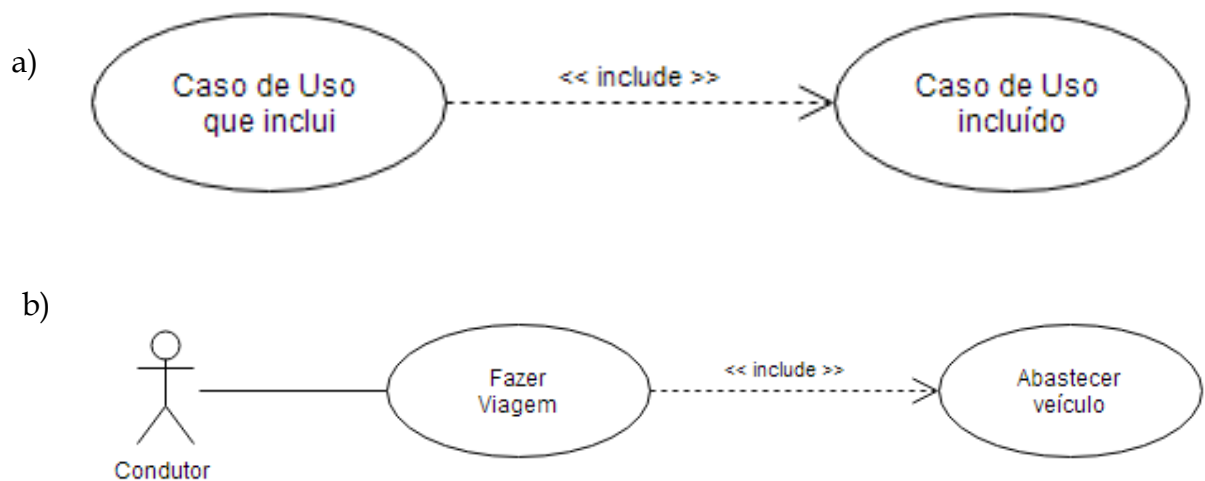 a)
Caso de Uso
que inclui
<< include >>
Caso de Uso
incluído
b)
Condutor
Fazer
Viagem
<< include >>
Abastecer
veículo